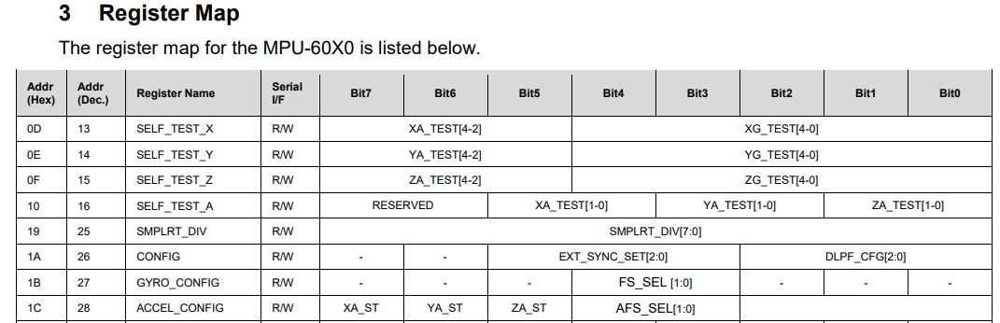 3 Register Map
The register map for the MPU-60X0 is listed below.
Addr (Hex) Addr (Dec.) Register Name Serial I/F Bit7 Bit6 Bit5 Bit4 Bit3 Bit2 Bit1 Bit0
0D 13 SELF_TEST_X R/W XA_TEST[4-2] XG_TEST[4-0]
0E 14 SELF_TEST_Y R/W YA_TEST[4-2] YG_TEST[4-0]
0F 15 SELF_TEST_Z R/W ZA_TEST[4-2] ZG_TEST[4-0]
10 16 SELF_TEST_A R/W RESERVED XA_TEST[1-0] YA_TEST[1-0] ZA_TEST[1-0]
19 25 SMPLRT_DIV R/W SMPLRT_DIV[7:0]
1A 26 CONFIG R/W - - EXT_SYNC_SET[2:0] DLPF_CFG[2:0]
1B 27 GYRO_CONFIG R/W - - - FS_SEL [1:0] - - -
1C 28 ACCEL_CONFIG R/W XA_ST YA_ST ZA_ST AFS_SEL[1:0]